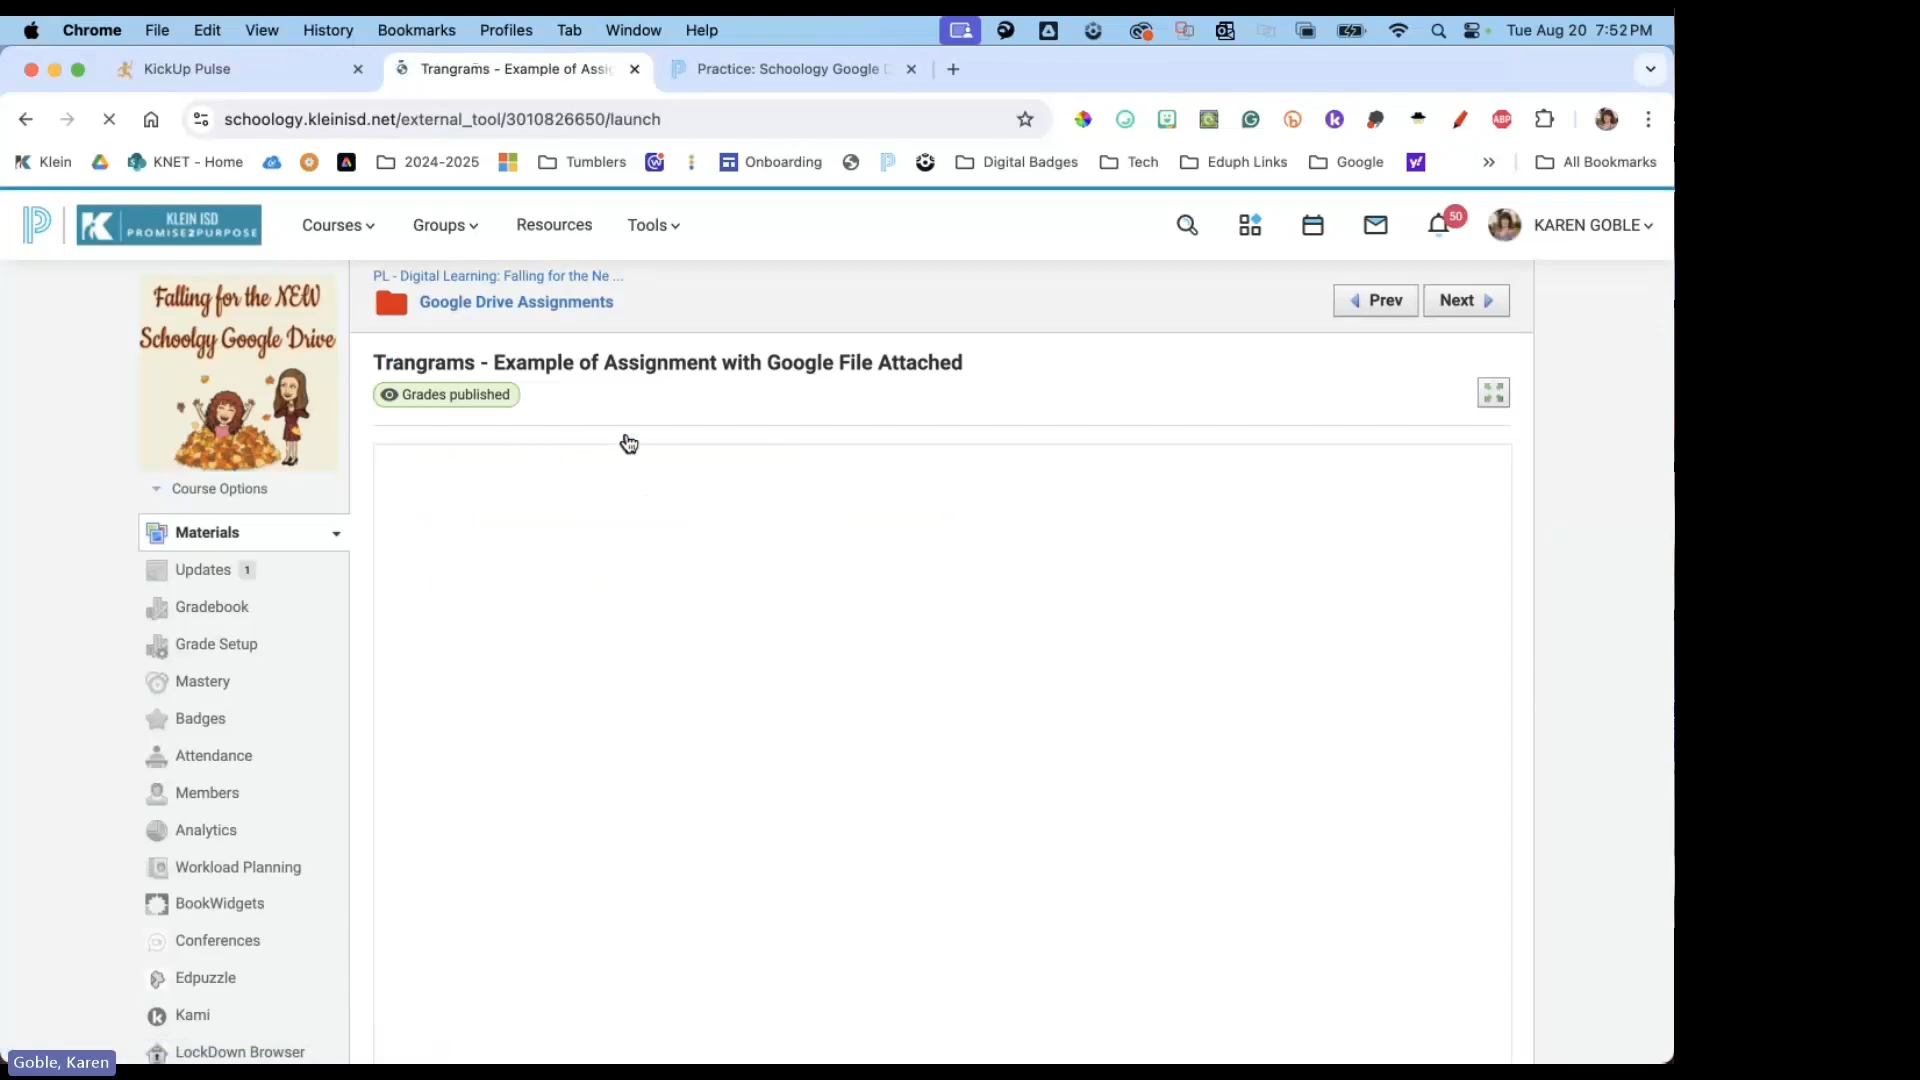 Chrome File Edit View History Bookmarks Profiles Tab Window Help Tue Aug 20 7:52 PM
KickUp Pulse
Trangrams - Example of Assi
Practice: Schoology Google
schoology.kleinisd.net/external_tool/3010826650/launch
ABP
Klein
KNET - Home
2024-2025
Tumblers
Onboarding
Digital Badges
Tech
Eduph Links
Google
All Bookmarks
KLEIN ISD
PROMISE2PURPOSE
Courses
Groups
Resources
Tools
50
KAREN GOBLE
Falling for the NEW
Schoolgy Google Drive
PL - Digital Learning: Falling for the Ne ...
Google Drive Assignments
Prev
Next
Trangrams - Example of Assignment with Google File Attached
Grades published
Course Options
Materials
Updates 1
Gradebook
Grade Setup
Mastery
Badges
Attendance
Members
Analytics
Workload Planning
BookWidgets
Conferences
Edpuzzle
Kami
LockDown Browser
Goble, Karen